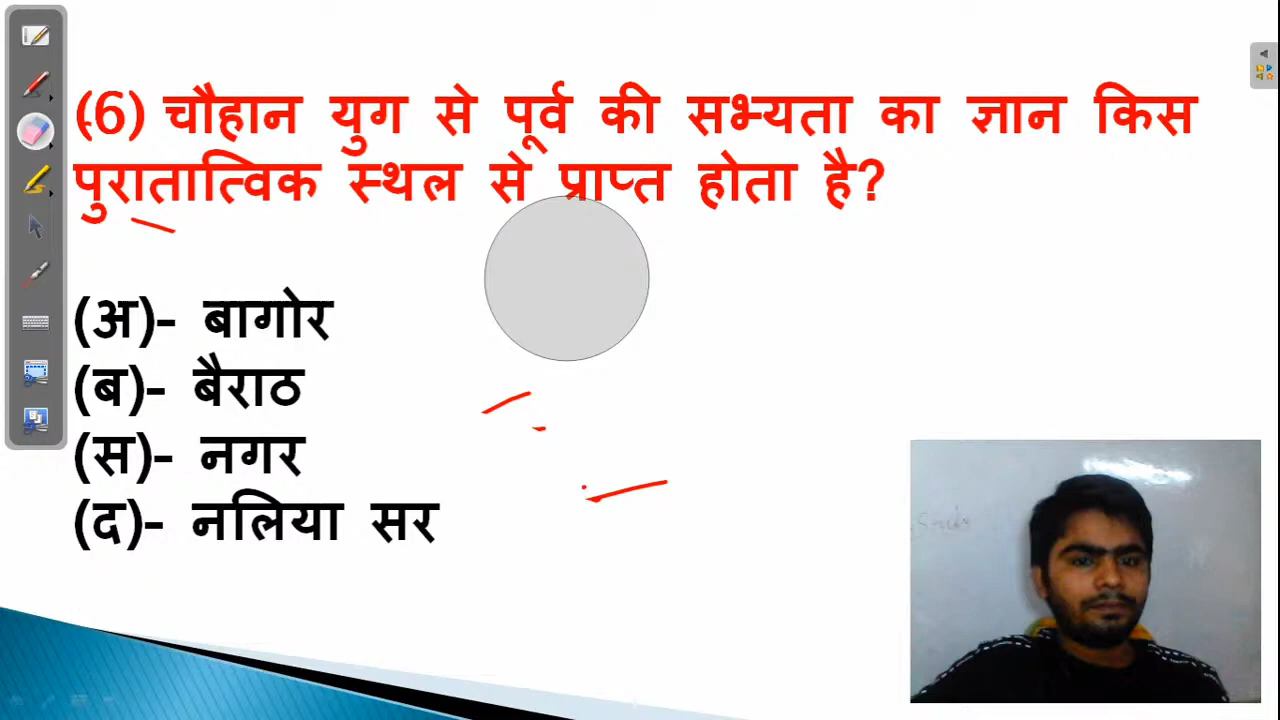 (6) चौहान युग से पूर्व की सभ्यता का ज्ञान किस
पुरातात्विक स्थल से प्राप्त होता है?
(अ)- बागोर
(ब)- बैराठ
(स)- नगर
(द)- नलिया सर